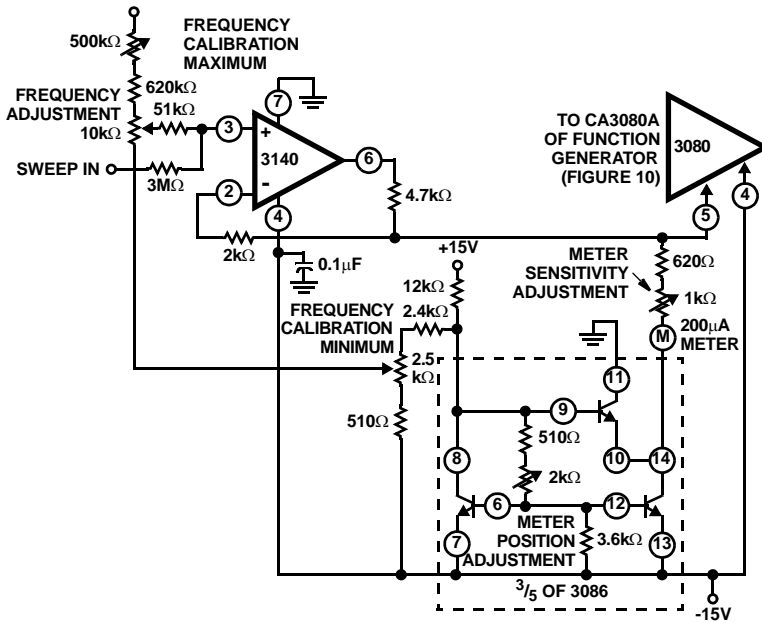 500kΩ
FREQUENCY
CALIBRATION
MAXIMUM
620kΩ
FREQUENCY
ADJUSTMENT
10kΩ
51kΩ
SWEEP IN
3MΩ
7
3
+
3140
6
2
-
4
4.7kΩ
2kΩ
0.1μF
TO CA3080A
OF FUNCTION
GENERATOR
(FIGURE 10)
3080
4
5
+15V
12kΩ
2.4kΩ
FREQUENCY
CALIBRATION
MINIMUM
2.5
kΩ
510Ω
METER
SENSITIVITY
ADJUSTMENT
620Ω
1kΩ
M
200μA
METER
11
9
510Ω
8
10
14
2kΩ
6
12
7
METER
POSITION
ADJUSTMENT
3.6kΩ
13
3/5 OF 3086
-15V